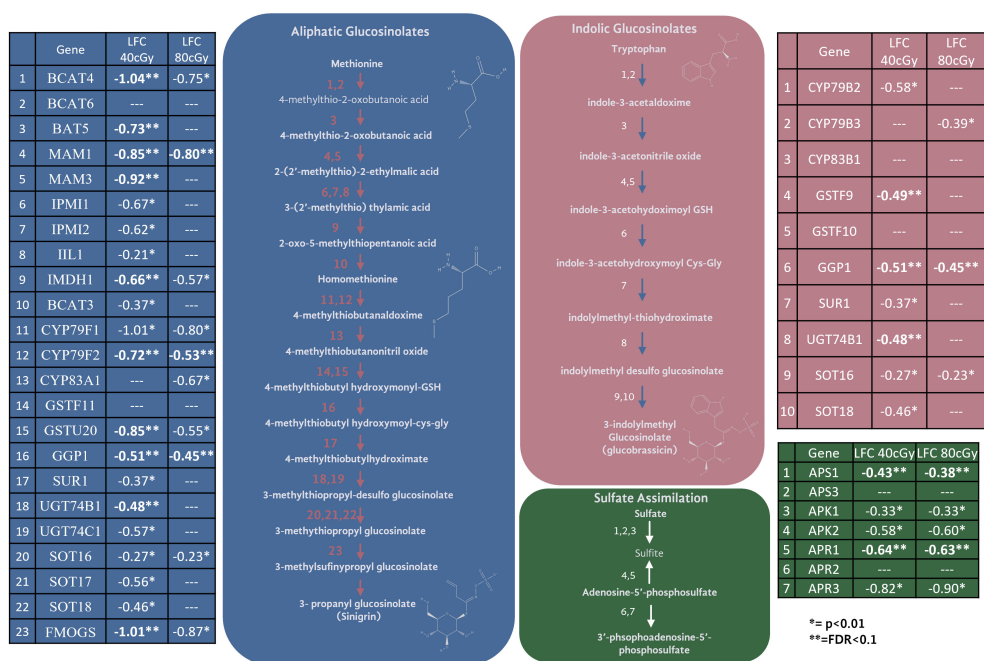 Gene LFC 40cGy LFC 80cGy
1 BCAT4 -1.04** -0.75*
2 BCAT6 --- ---
3 BAT5 -0.73** ---
4 MAM1 -0.85** -0.80**
5 MAM3 -0.92** ---
6 IPMI1 -0.67* ---
7 IPMI2 -0.62* ---
8 IIL1 -0.21* ---
9 IMDH1 -0.66** -0.57*
10 BCAT3 -0.37* ---
11 CYP79F1 -1.01* -0.80*
12 CYP79F2 -0.72** -0.53**
13 CYP83A1 --- -0.67*
14 GSTF11 --- ---
15 GSTU20 -0.85** -0.55*
16 GGP1 -0.51** -0.45**
17 SUR1 -0.37* ---
18 UGT74B1 -0.48** ---
19 UGT74C1 -0.57* ---
20 SOT16 -0.27* -0.23*
21 SOT17 -0.56* ---
22 SOT18 -0.46* ---
23 FMOGS -1.01** -0.87*
Aliphatic Glucosinolates
Methionine
1,2
4-methylthio-2-oxobutanoic acid
3
4-methylthio-2-oxobutanoic acid
4,5
2-(2'-methylthio)-2-ethylmalic acid
6,7,8
3-(2'-methylthio) thylamic acid
9
2-oxo-5-methylthiopentanoic acid
10
Homomethionine
11,12
4-methylthiobutanaldoxime
13
4-methylthiobutanonitril oxide
14,15
4-methylthiobutyl hydroxymonyl-GSH
16
4-methylthiobutyl hydroxymoyl-cys-gly
17
4-methylthiobutylhydroximate
18,19
3-methylthiopropyl-desulfo glucosinolate
20,21,22
3-methythiopropyl glucosinolate
23
3-methylsufinypropyl glucosinolate
3- propanyl glucosinolate
(Sinigrin)
Indolic Glucosinolates
Tryptophan
1,2
indole-3-acetaldoxime
3
indole-3-acetonitrile oxide
4,5
indole-3-acetohydoximoyl GSH
6
indole-3-acetohydroxymoyl Cys-Gly
7
indolylmethyl-thiohydroximate
8
indolylmethyl desulfo glucosinolate
9,10
3-indolylmethyl
Glucosinolate
(glucobrassicin)
Sulfate Assimilation
Sulfate
1,2,3
Sulfite
4,5
Adenosine-5'-phosphosulfate
6,7
3'-phsophoadenosine-5'-
phosphosulfate
Gene LFC 40cGy LFC 80cGy
1 CYP79B2 -0.58* ---
2 CYP79B3 --- -0.39*
3 CYP83B1 --- ---
4 GSTF9 -0.49** ---
5 GSTF10 --- ---
6 GGP1 -0.51** -0.45**
7 SUR1 -0.37* ---
8 UGT74B1 -0.48** ---
9 SOT16 -0.27* -0.23*
10 SOT18 -0.46* ---
Gene LFC 40cGy LFC 80cGy
1 APS1 -0.43** -0.38**
2 APS3 --- ---
3 APK1 -0.33* -0.33*
4 APK2 -0.58* -0.60*
5 APR1 -0.64** -0.63**
6 APR2 --- ---
7 APR3 -0.82* -0.90*
*= p<0.01
**=FDR<0.1